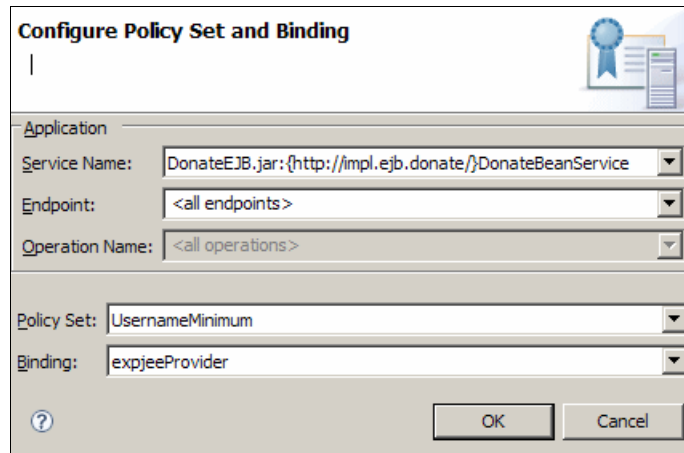 Configure Policy Set and Binding
Application
Service Name: DonateEJB.jar:{http://impl.ejb.donate/}DonateBeanService
Endpoint: <all endpoints>
Operation Name: <all operations>
Policy Set: UsernameMinimum
Binding: expjeeProvider
? OK Cancel